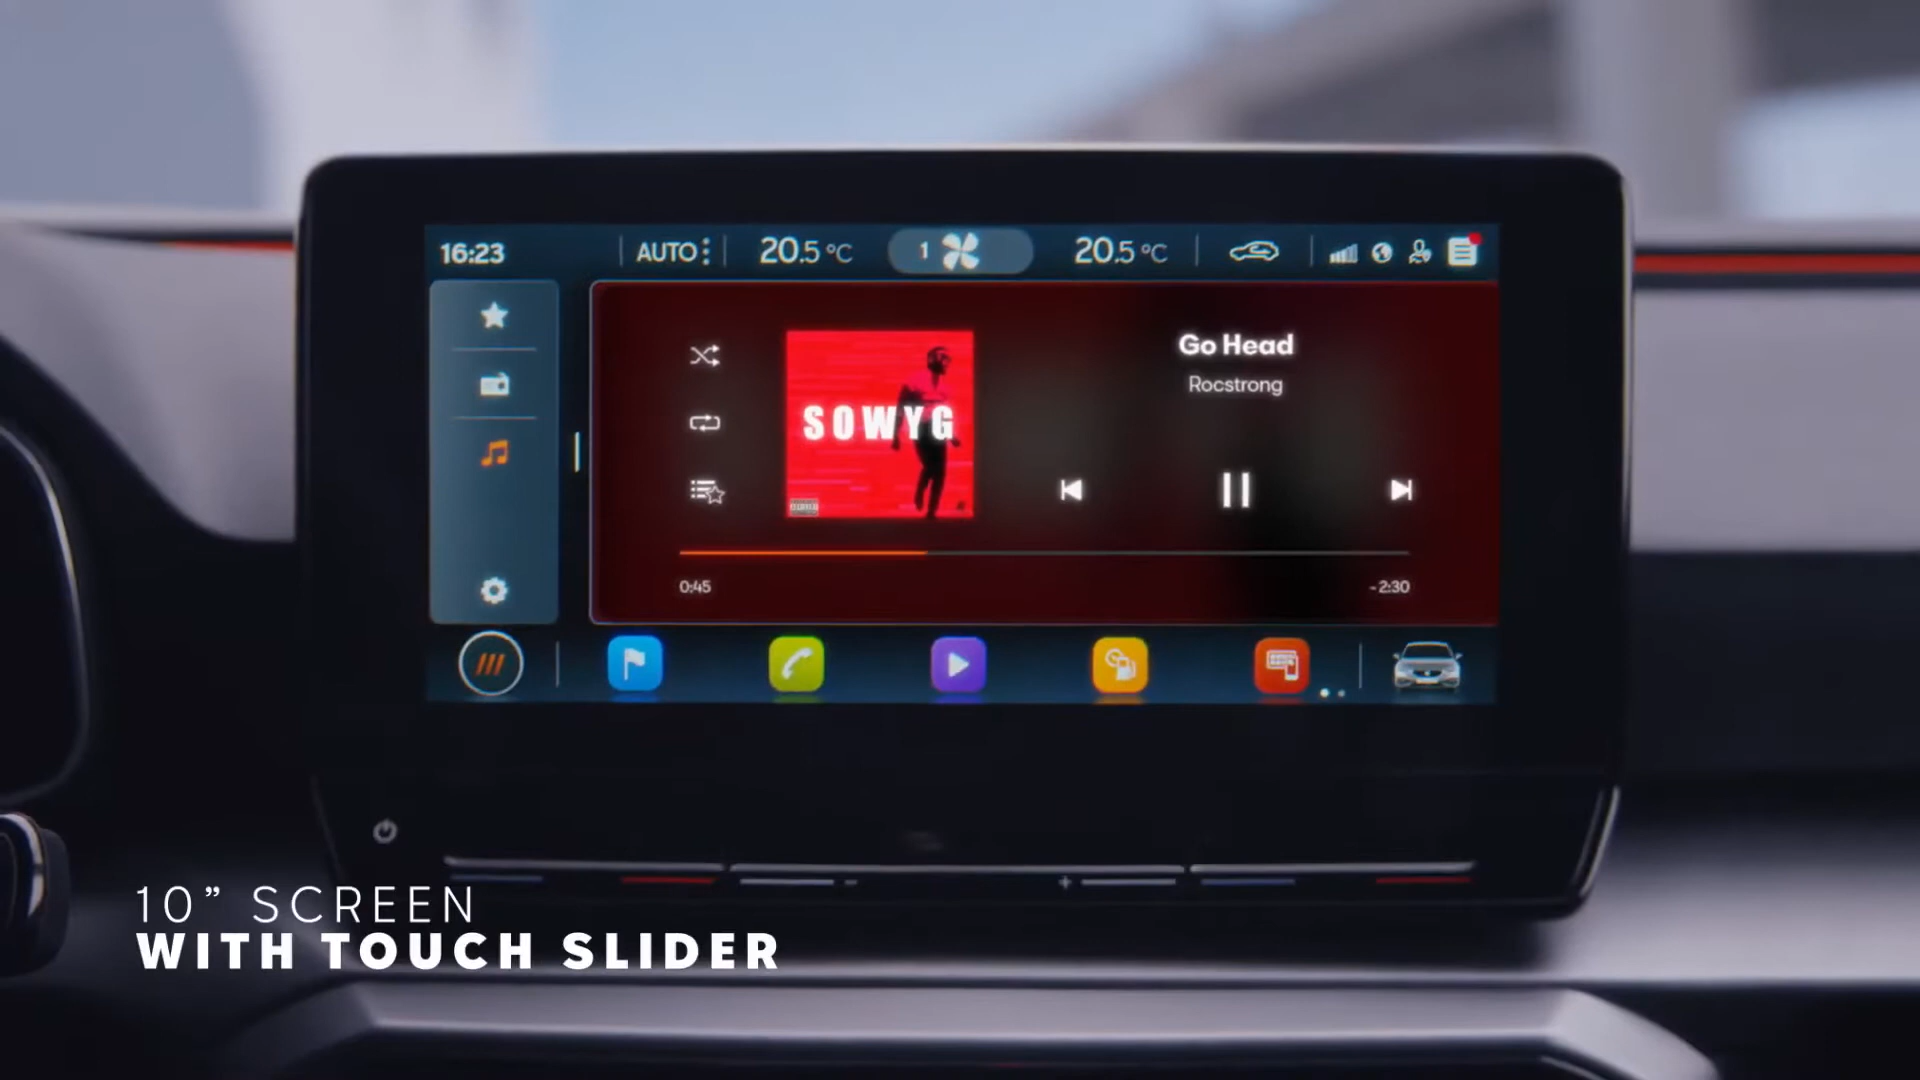 16:23
AUTO
20.5 °C
1
20.5 °C
Go Head
Rocstrong
SOWYG
0:45
-2:30
10” SCREEN
WITH TOUCH SLIDER